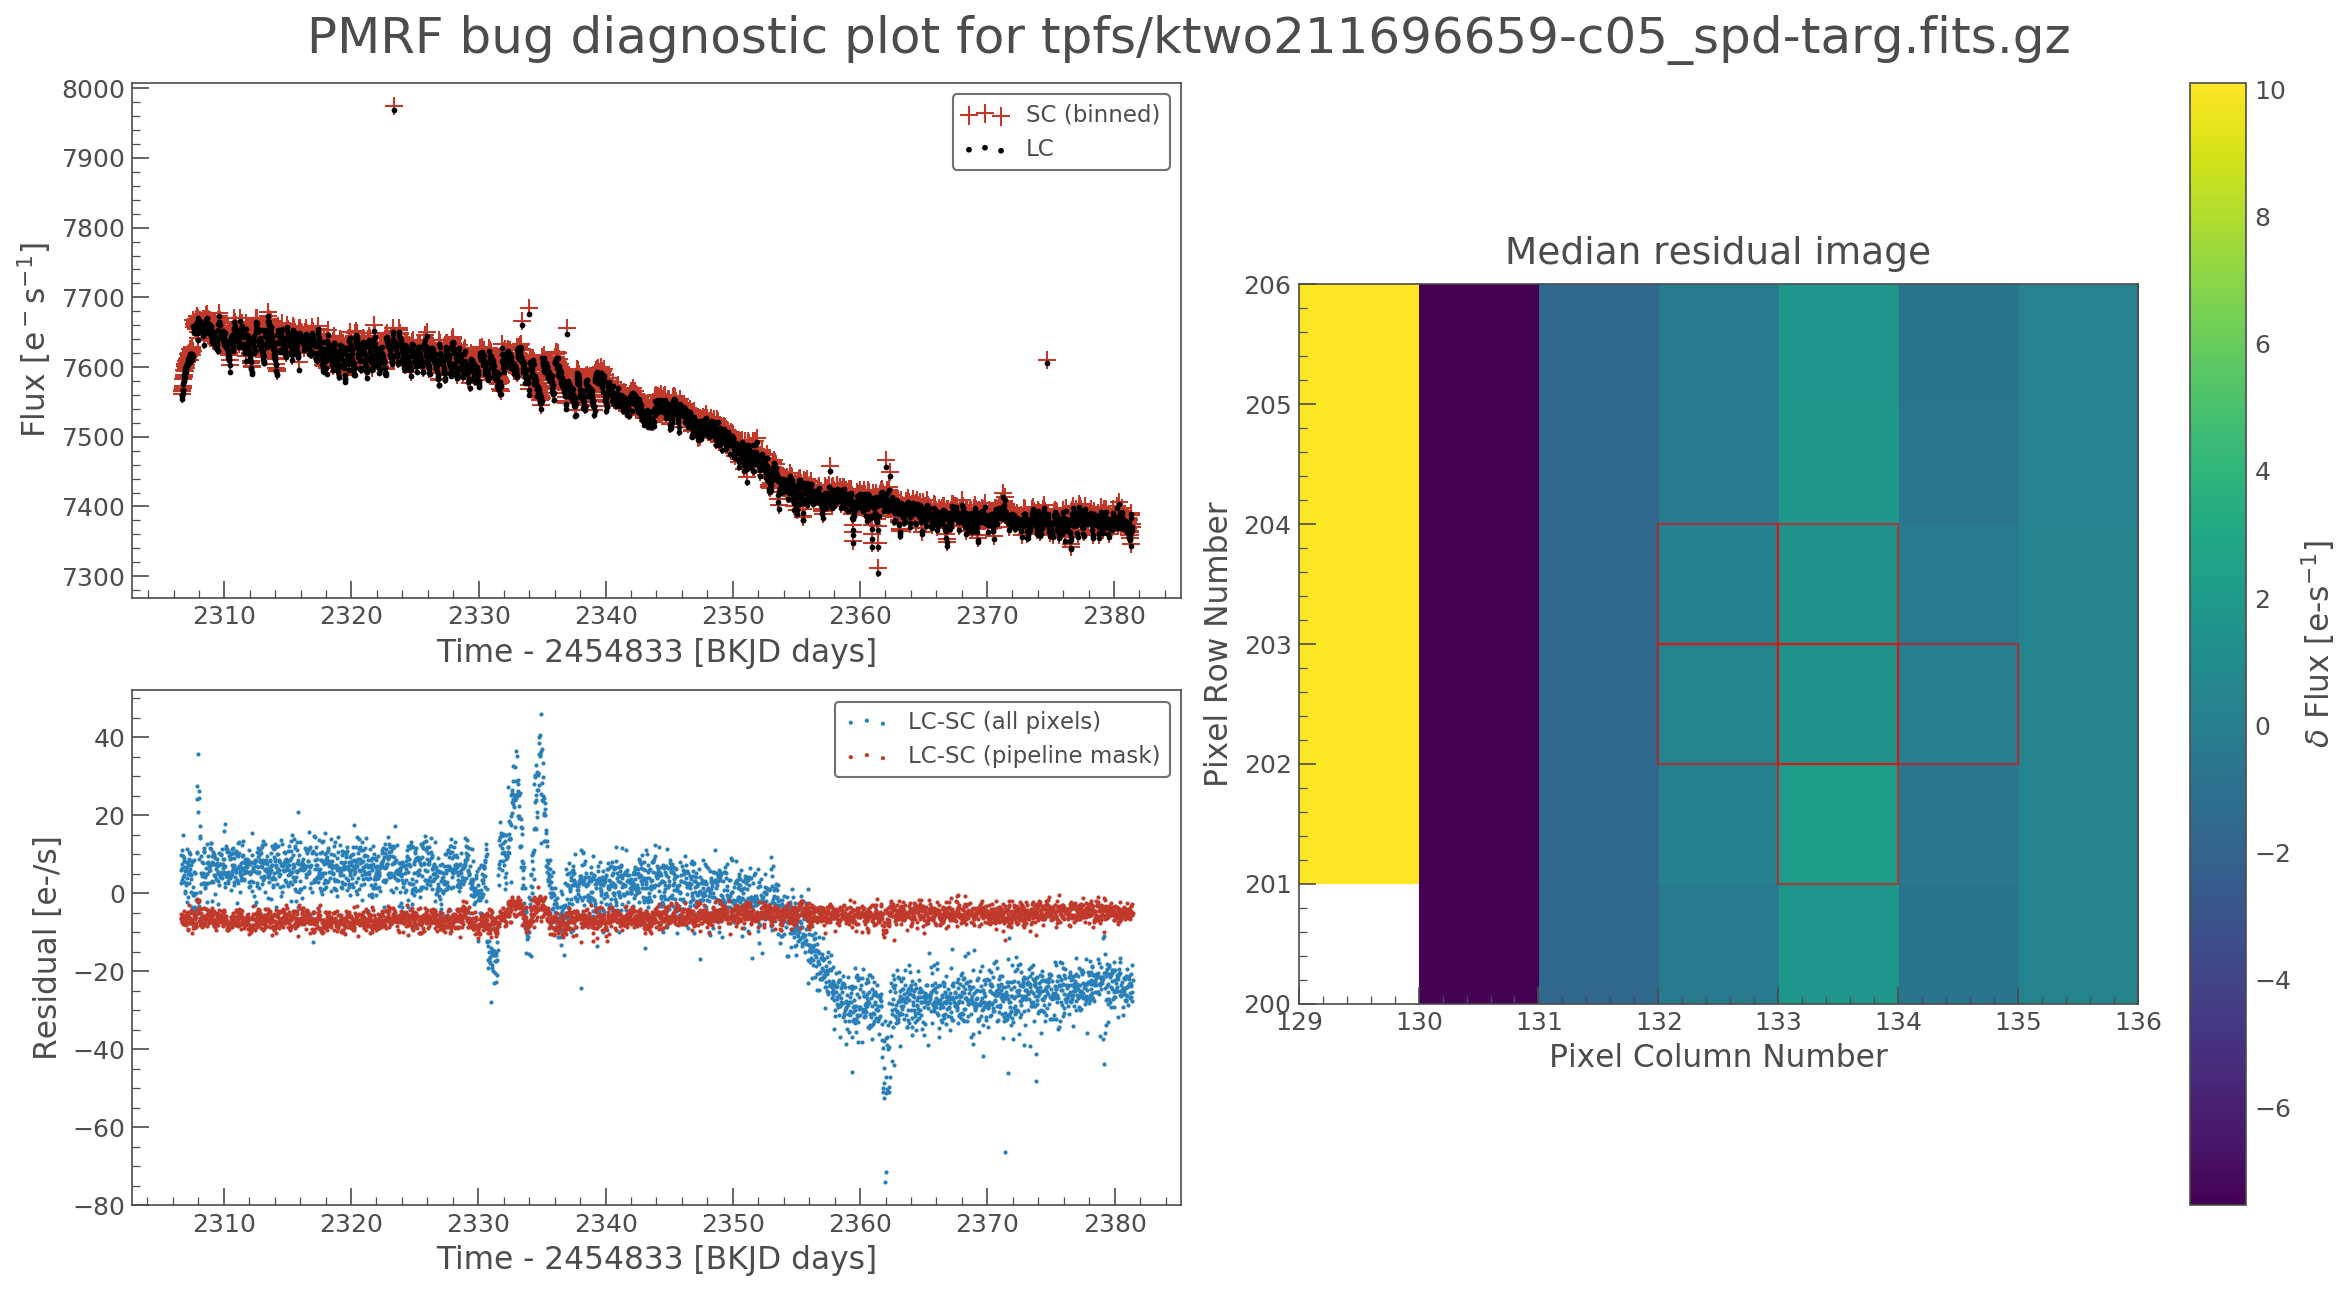 PMRF bug diagnostic plot for tpfs/ktwo211696659-c05_spd-targ.fits.gz
8000
7900
7800
7700
7600
7500
7400
7300
Flux [e⁻ s⁻¹]
SC (binned)
LC
2310 2320 2330 2340 2350 2360 2370 2380
Time - 2454833 [BKJD days]
40
20
0
−20
−40
−60
−80
Residual [e-/s]
LC-SC (all pixels)
LC-SC (pipeline mask)
2310 2320 2330 2340 2350 2360 2370 2380
Time - 2454833 [BKJD days]
Median residual image
206
205
204
203
202
201
200
Pixel Row Number
129 130 131 132 133 134 135 136
Pixel Column Number
10
8
6
4
2
0
−2
−4
−6
δ Flux [e-s⁻¹]